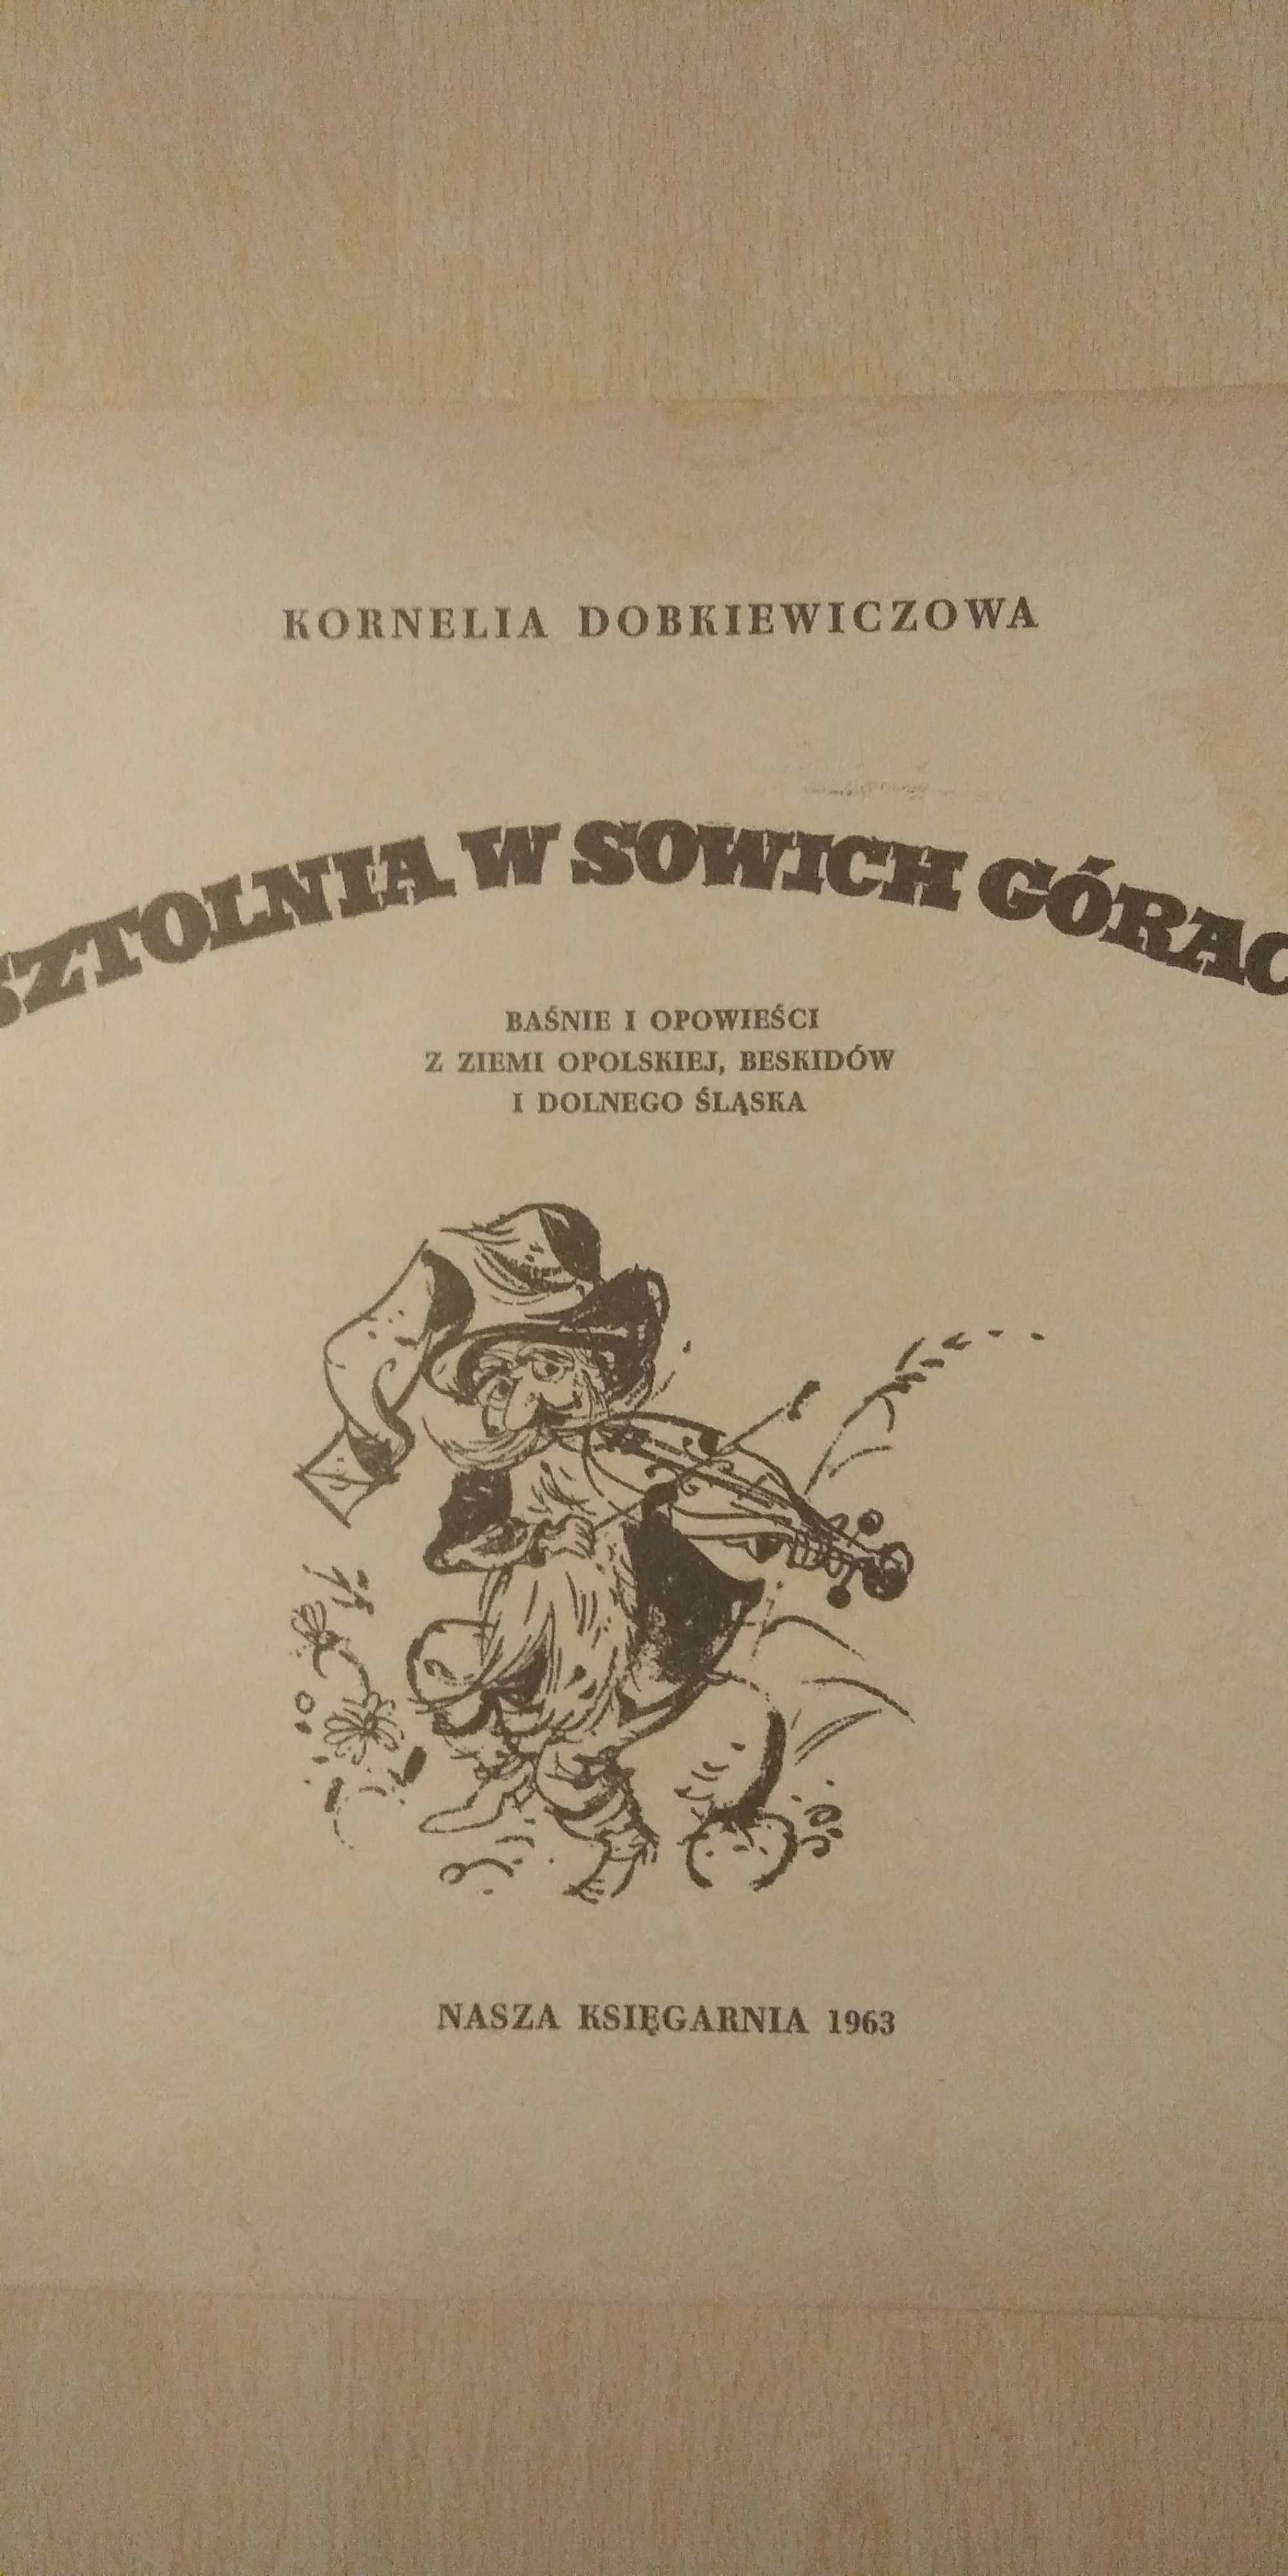 KORNELIA DOBKIEWICZOWA
SZTOLNIA W SOWICH GÓRAC
BAŚNIE I OPOWIEŚCI
Z ZIEMI OPOLSKIEJ, BESKIDÓW
I DOLNEGO ŚLĄSKA
NASZA KSIĘGARNIA 1963